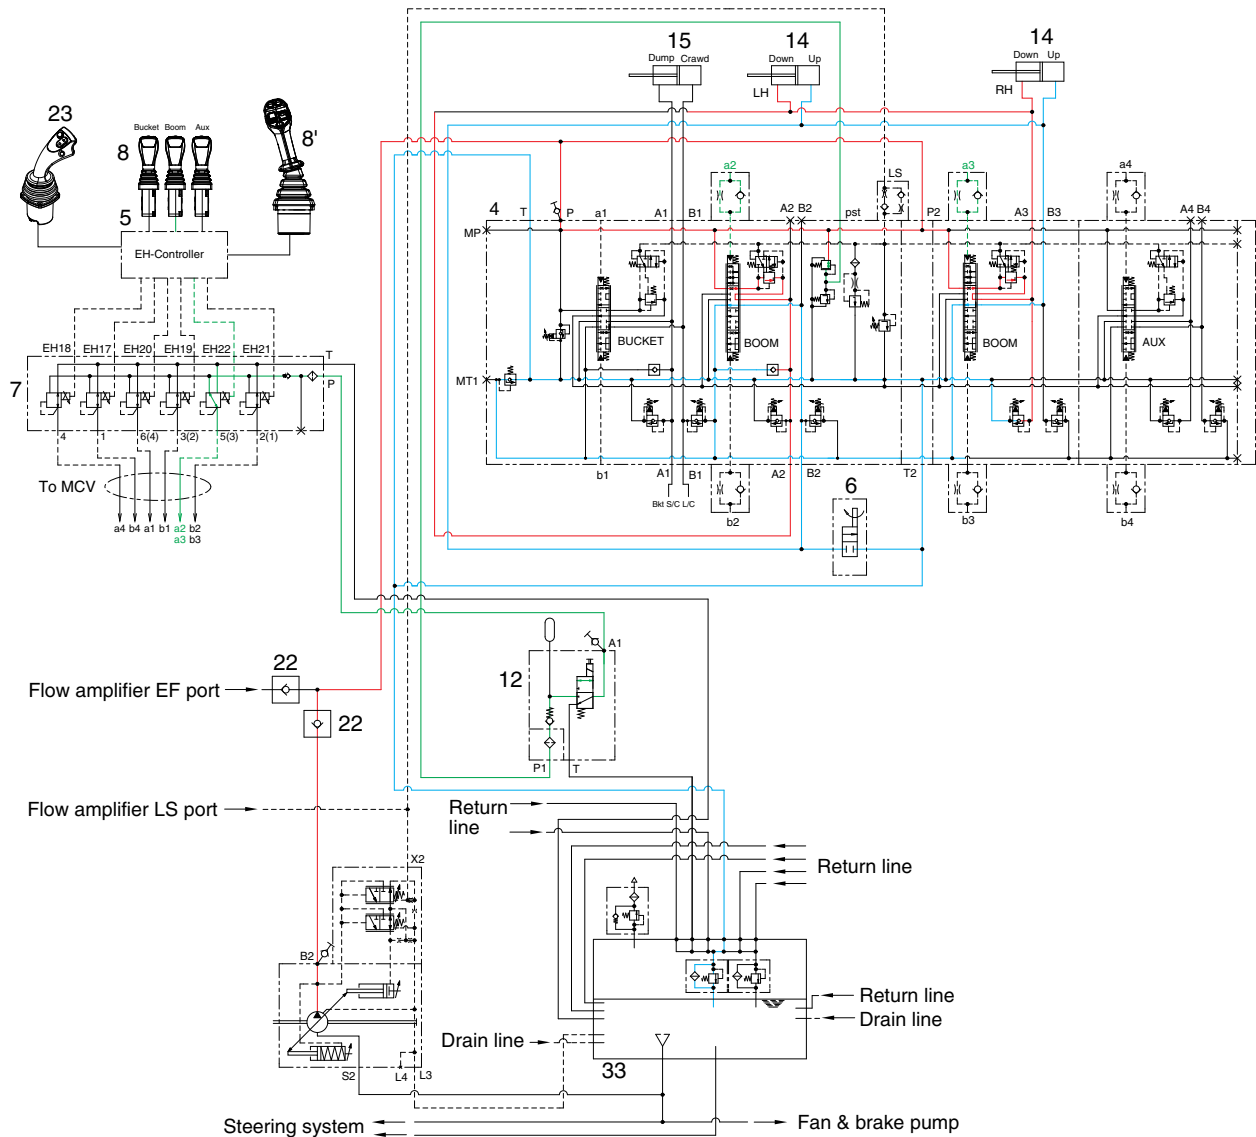 15
14
14
Dump Crawd
Down Up
Down Up
LH
RH
23
Bucket Boom Aux
8
8'
5
EH-Controller
a2
LS
a3
a4
4
T
P
a1
A1
B1
A2 B2
pst
P2
A3
B3
A4 B4
MP
BUCKET
BOOM
BOOM
AUX
MT1
EH18 EH17 EH20 EH19 EH22 EH21
T
P
7
4
1
6(4)
3(2)
5(3)
2(1)
To MCV
a4 b4 a1 b1 a2 b2
a3 b3
b1
A1
B1
A2
B2
T2
Bkt S/C L/C
b2
b3
b4
6
22
Flow amplifier EF port
22
12
A1
P1
T
Flow amplifier LS port
Return
line
Return line
X2
B2
S2
L4
L3
Return line
Drain line
Drain line
33
Steering system
Fan & brake pump